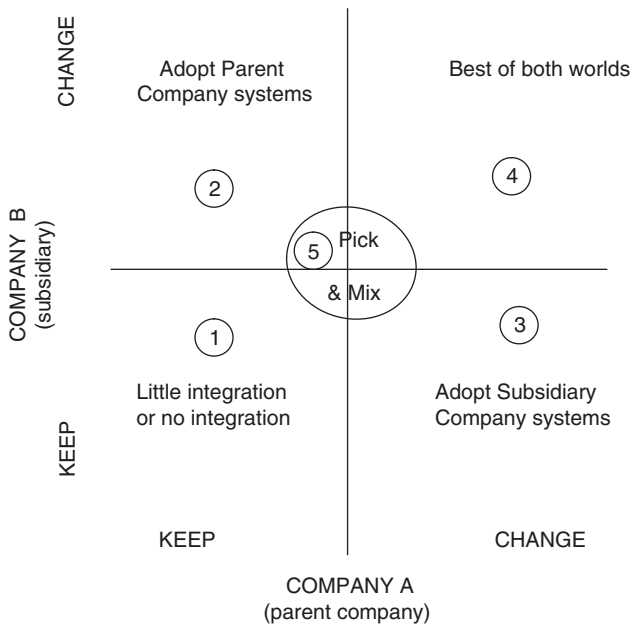 CHANGE
Adopt Parent
Company systems
Best of both worlds
2
4
COMPANY B
(subsidiary)
5
Pick
& Mix
1
3
Little integration
or no integration
Adopt Subsidiary
Company systems
KEEP
KEEP
CHANGE
COMPANY A
(parent company)